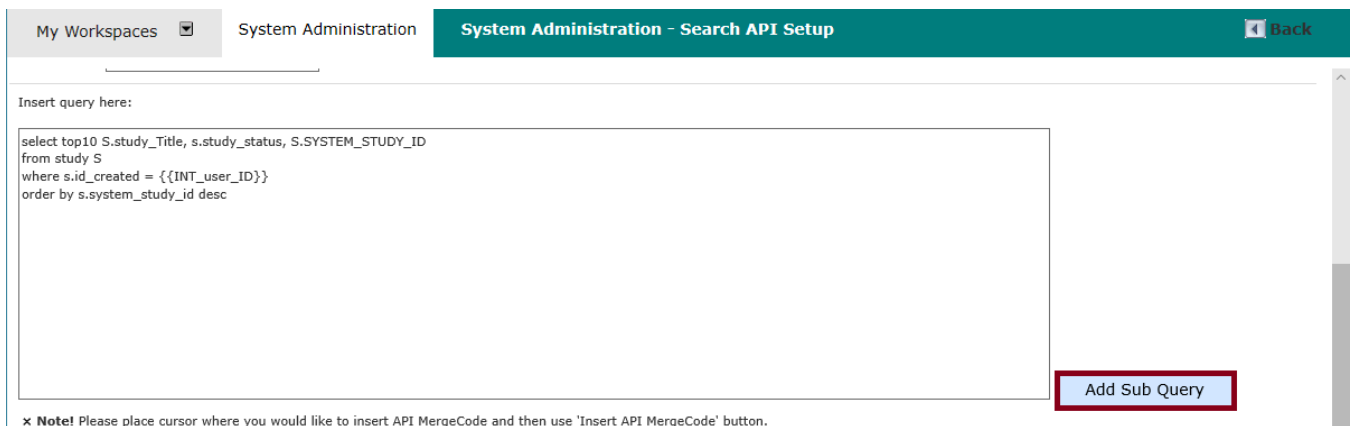 My Workspaces System Administration System Administration - Search API Setup Back
Insert query here:
select top10 S.study_Title, s.study_status, S.SYSTEM_STUDY_ID
from study S
where s.id_created = {{INT_user_ID}}
order by s.system_study_id desc
Add Sub Query
× Note! Please place cursor where you would like to insert API MergeCode and then use 'Insert API MergeCode' button.